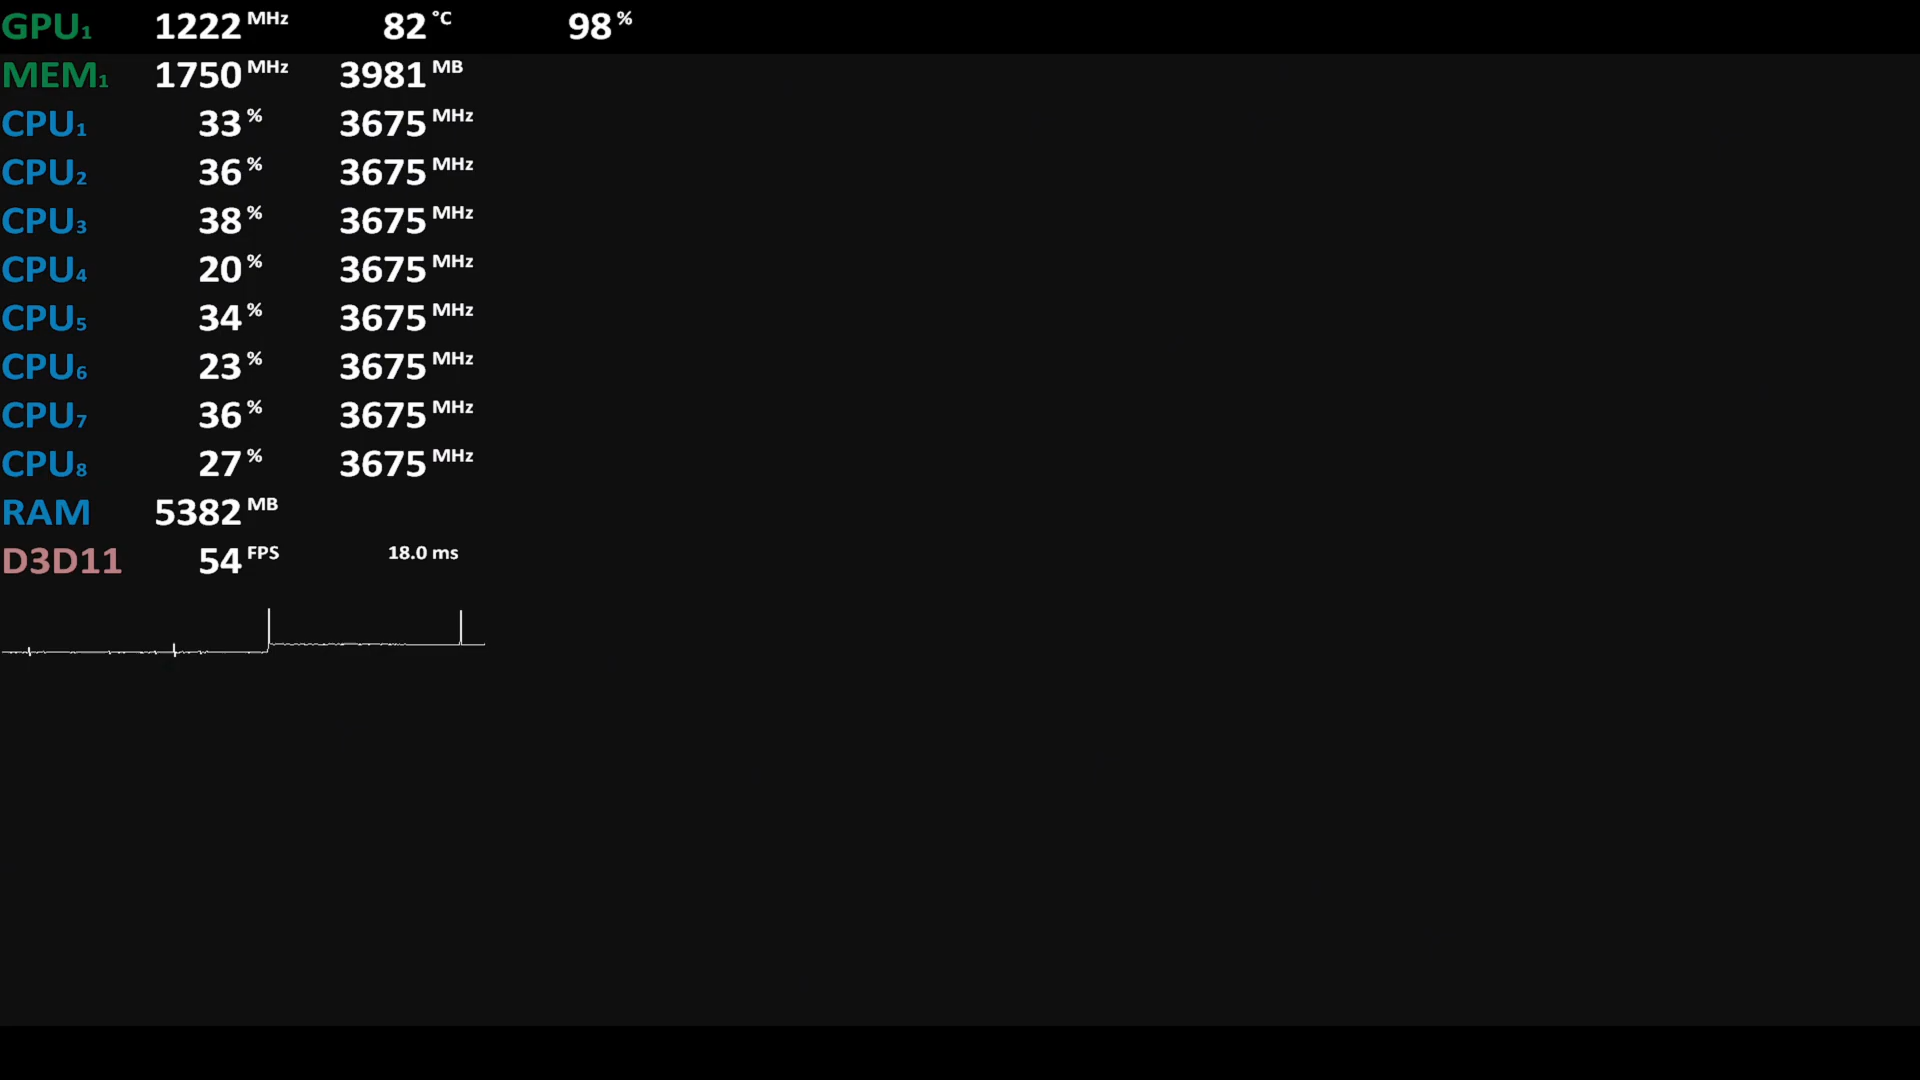 GPU₁ 1222 MHz 82 °C 98 %
MEM₁ 1750 MHz 3981 MB
CPU₁ 33 % 3675 MHz
CPU₂ 36 % 3675 MHz
CPU₃ 38 % 3675 MHz
CPU₄ 20 % 3675 MHz
CPU₅ 34 % 3675 MHz
CPU₆ 23 % 3675 MHz
CPU₇ 36 % 3675 MHz
CPU₈ 27 % 3675 MHz
RAM 5382 MB
D3D11 54 FPS 18.0 ms